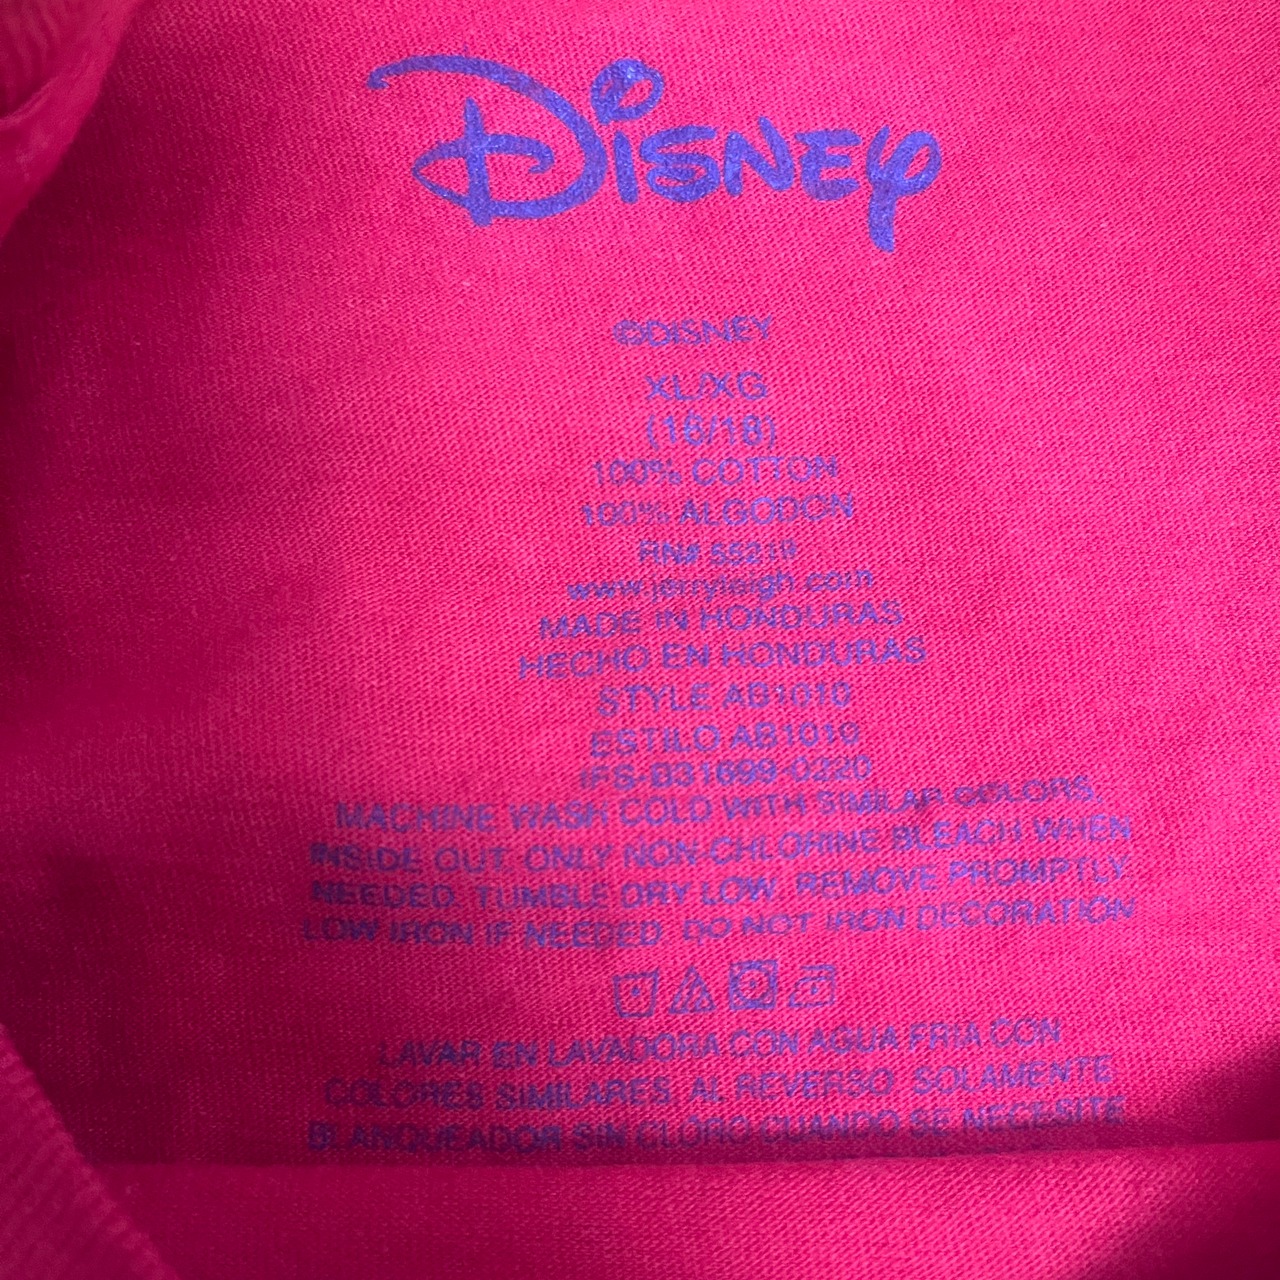 Disney
©DISNEY
XL/XG
(16/18)
100% COTTON
100% ALGODON
RN# 55219
www.jerryleigh.com
MADE IN HONDURAS
HECHO EN HONDURAS
STYLE AB1010
ESTILO AB1010
IFS-B31699-0220
MACHINE WASH COLD WITH SIMILAR COLORS,
INSIDE OUT. ONLY NON-CHLORINE BLEACH WHEN
NEEDED. TUMBLE DRY LOW. REMOVE PROMPTLY.
LOW IRON IF NEEDED. DO NOT IRON DECORATION
LAVAR EN LAVADORA CON AGUA FRIA CON
COLORES SIMILARES. AL REVERSO. SOLAMENTE
BLANQUEADOR SIN CLORO CUANDO SE NECESITE